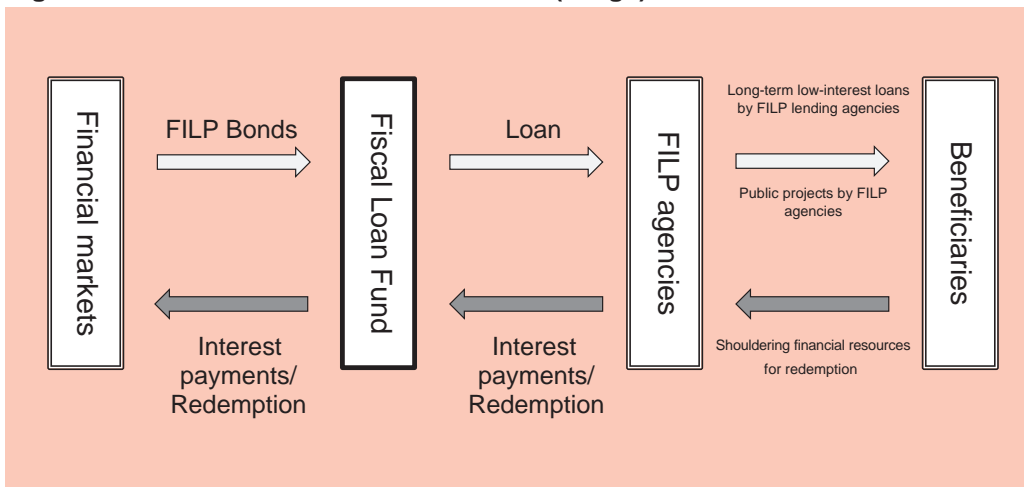 Financial markets
FILP Bonds
Interest
payments/
Redemption
Fiscal Loan Fund
Loan
Interest
payments/
Redemption
FILP agencies
Long-term low-interest loans
by FILP lending agencies
Public projects by FILP
agencies
Shouldering financial resources
for redemption
Beneficiaries